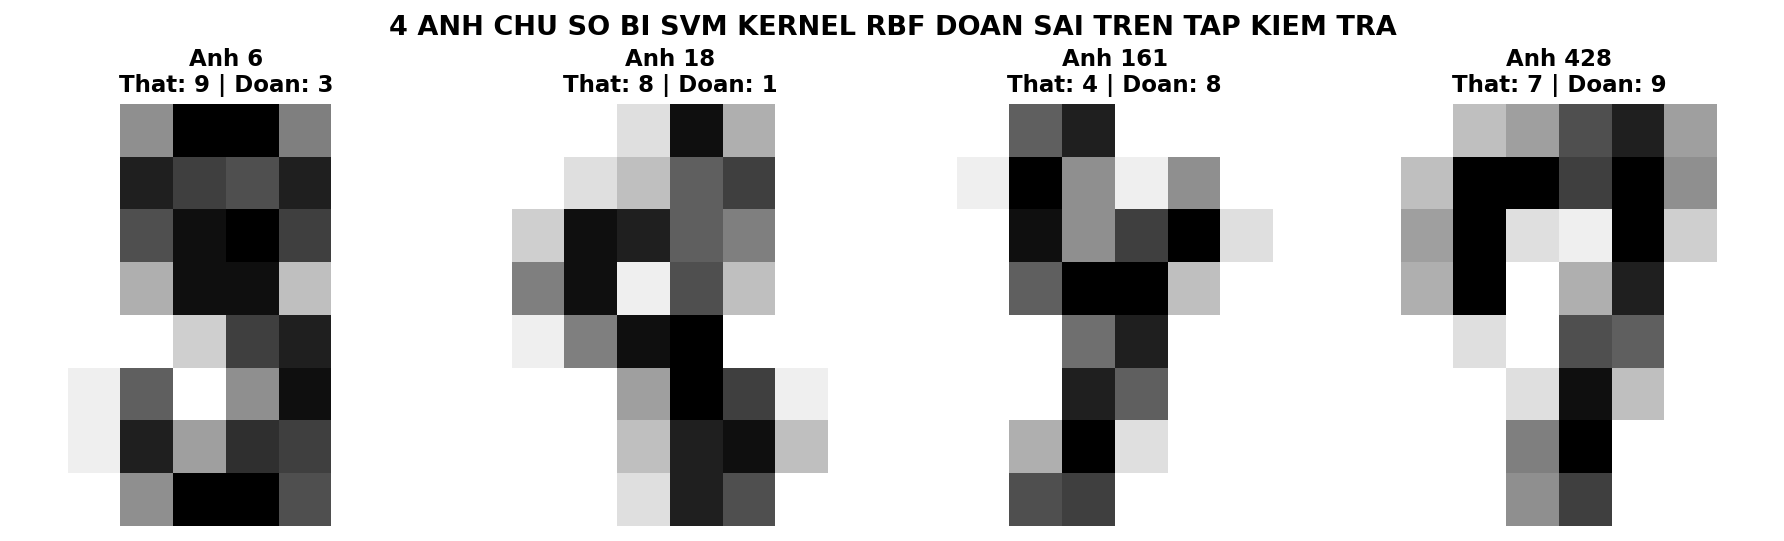 4 ANH CHU SO BI SVM KERNEL RBF DOAN SAI TREN TAP KIEM TRA
Anh 6
That: 9 | Doan: 3
Anh 18
That: 8 | Doan: 1
Anh 161
That: 4 | Doan: 8
Anh 428
That: 7 | Doan: 9